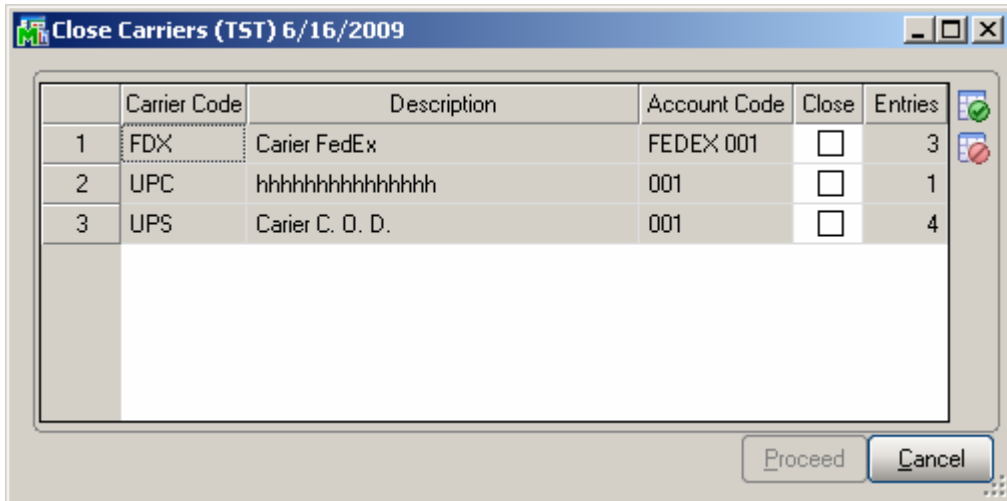 Close Carriers (TST) 6/16/2009
Carrier Code Description Account Code Close Entries
1 FDX Carier FedEx FEDEX 001 3
2 UPC hhhhhhhhhhhhhhh 001 1
3 UPS Carier C. O. D. 001 4
Proceed Cancel